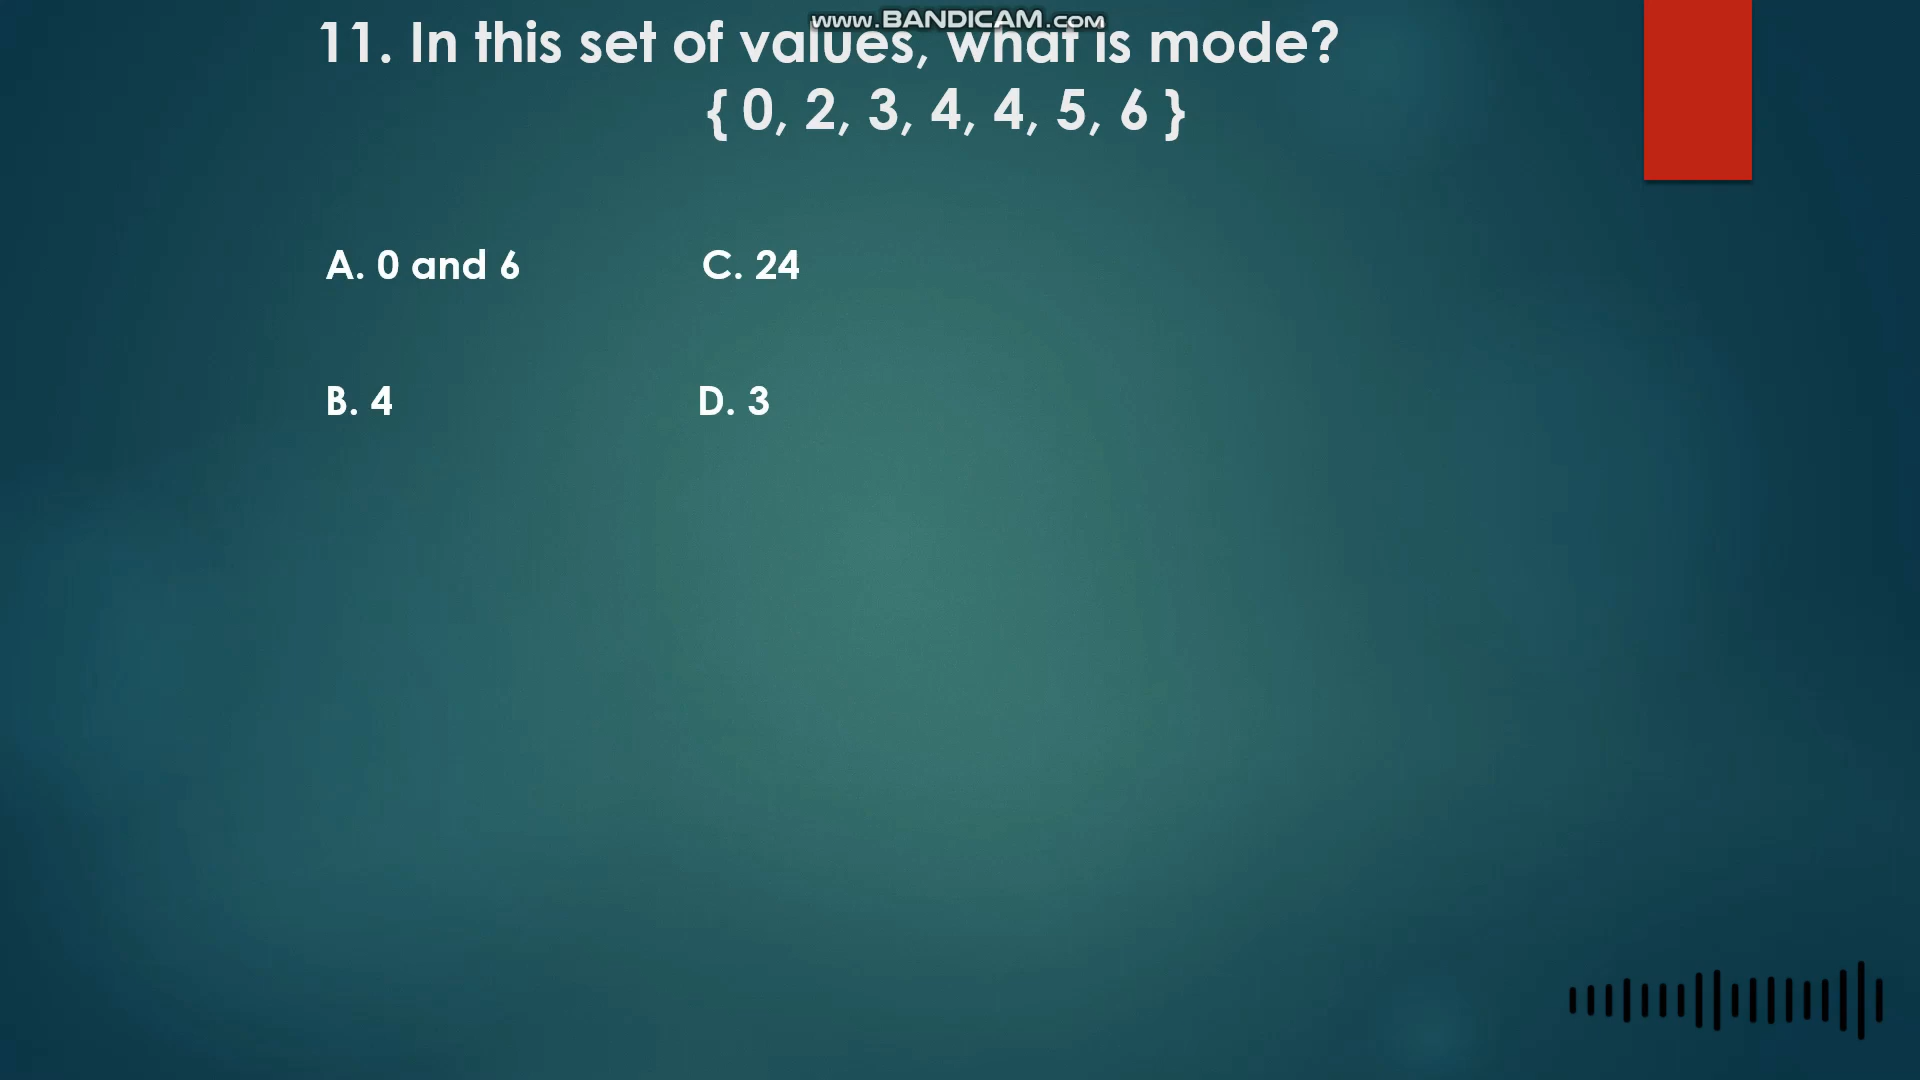 www.BANDICAM.com
11. In this set of values, what is mode?
{ 0, 2, 3, 4, 4, 5, 6 }
A. 0 and 6 C. 24
B. 4 D. 3